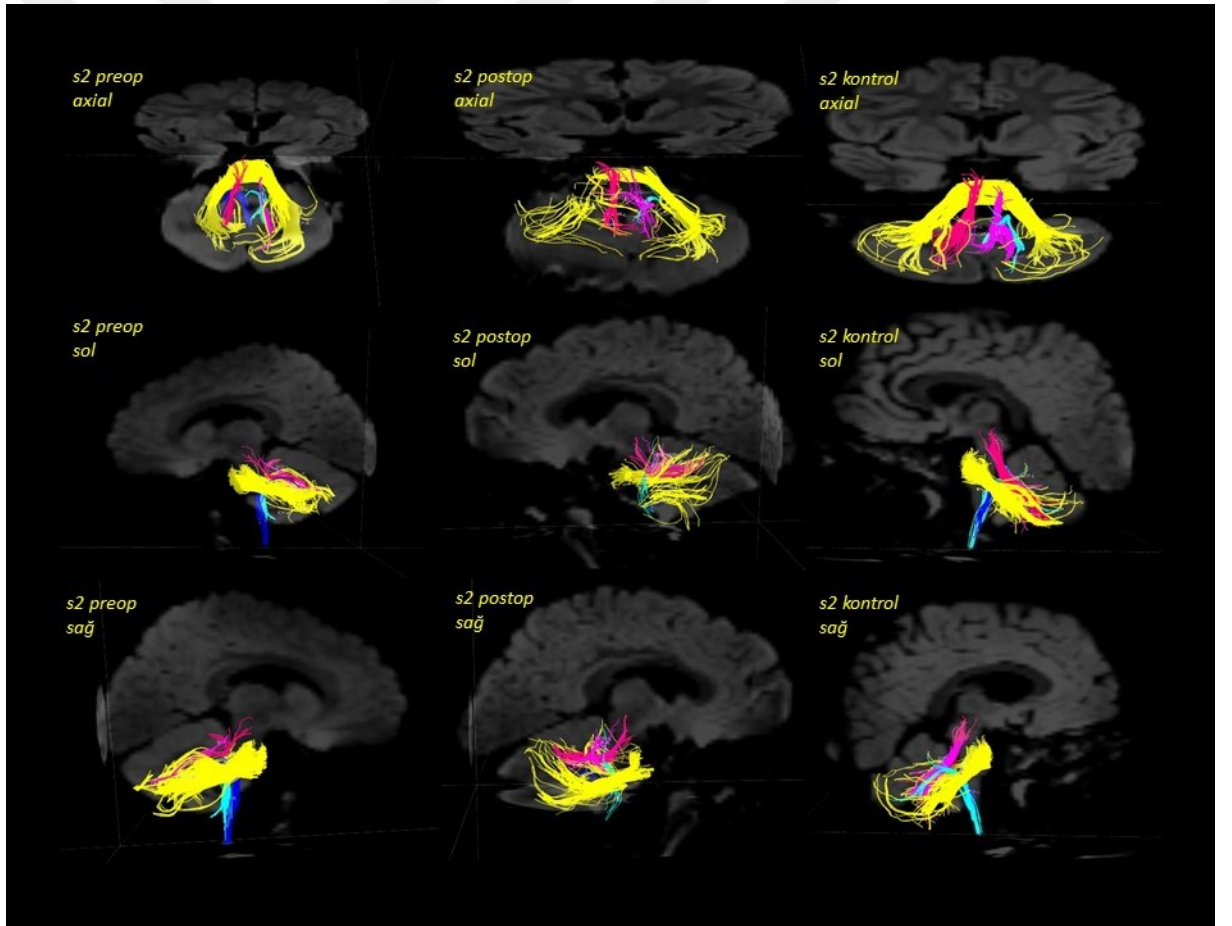 s2 preop
axial
s2 postop
axial
s2 kontrol
axial
s2 preop
sol
s2 postop
sol
s2 kontrol
sol
s2 preop
sağ
s2 postop
sağ
s2 kontrol
sağ